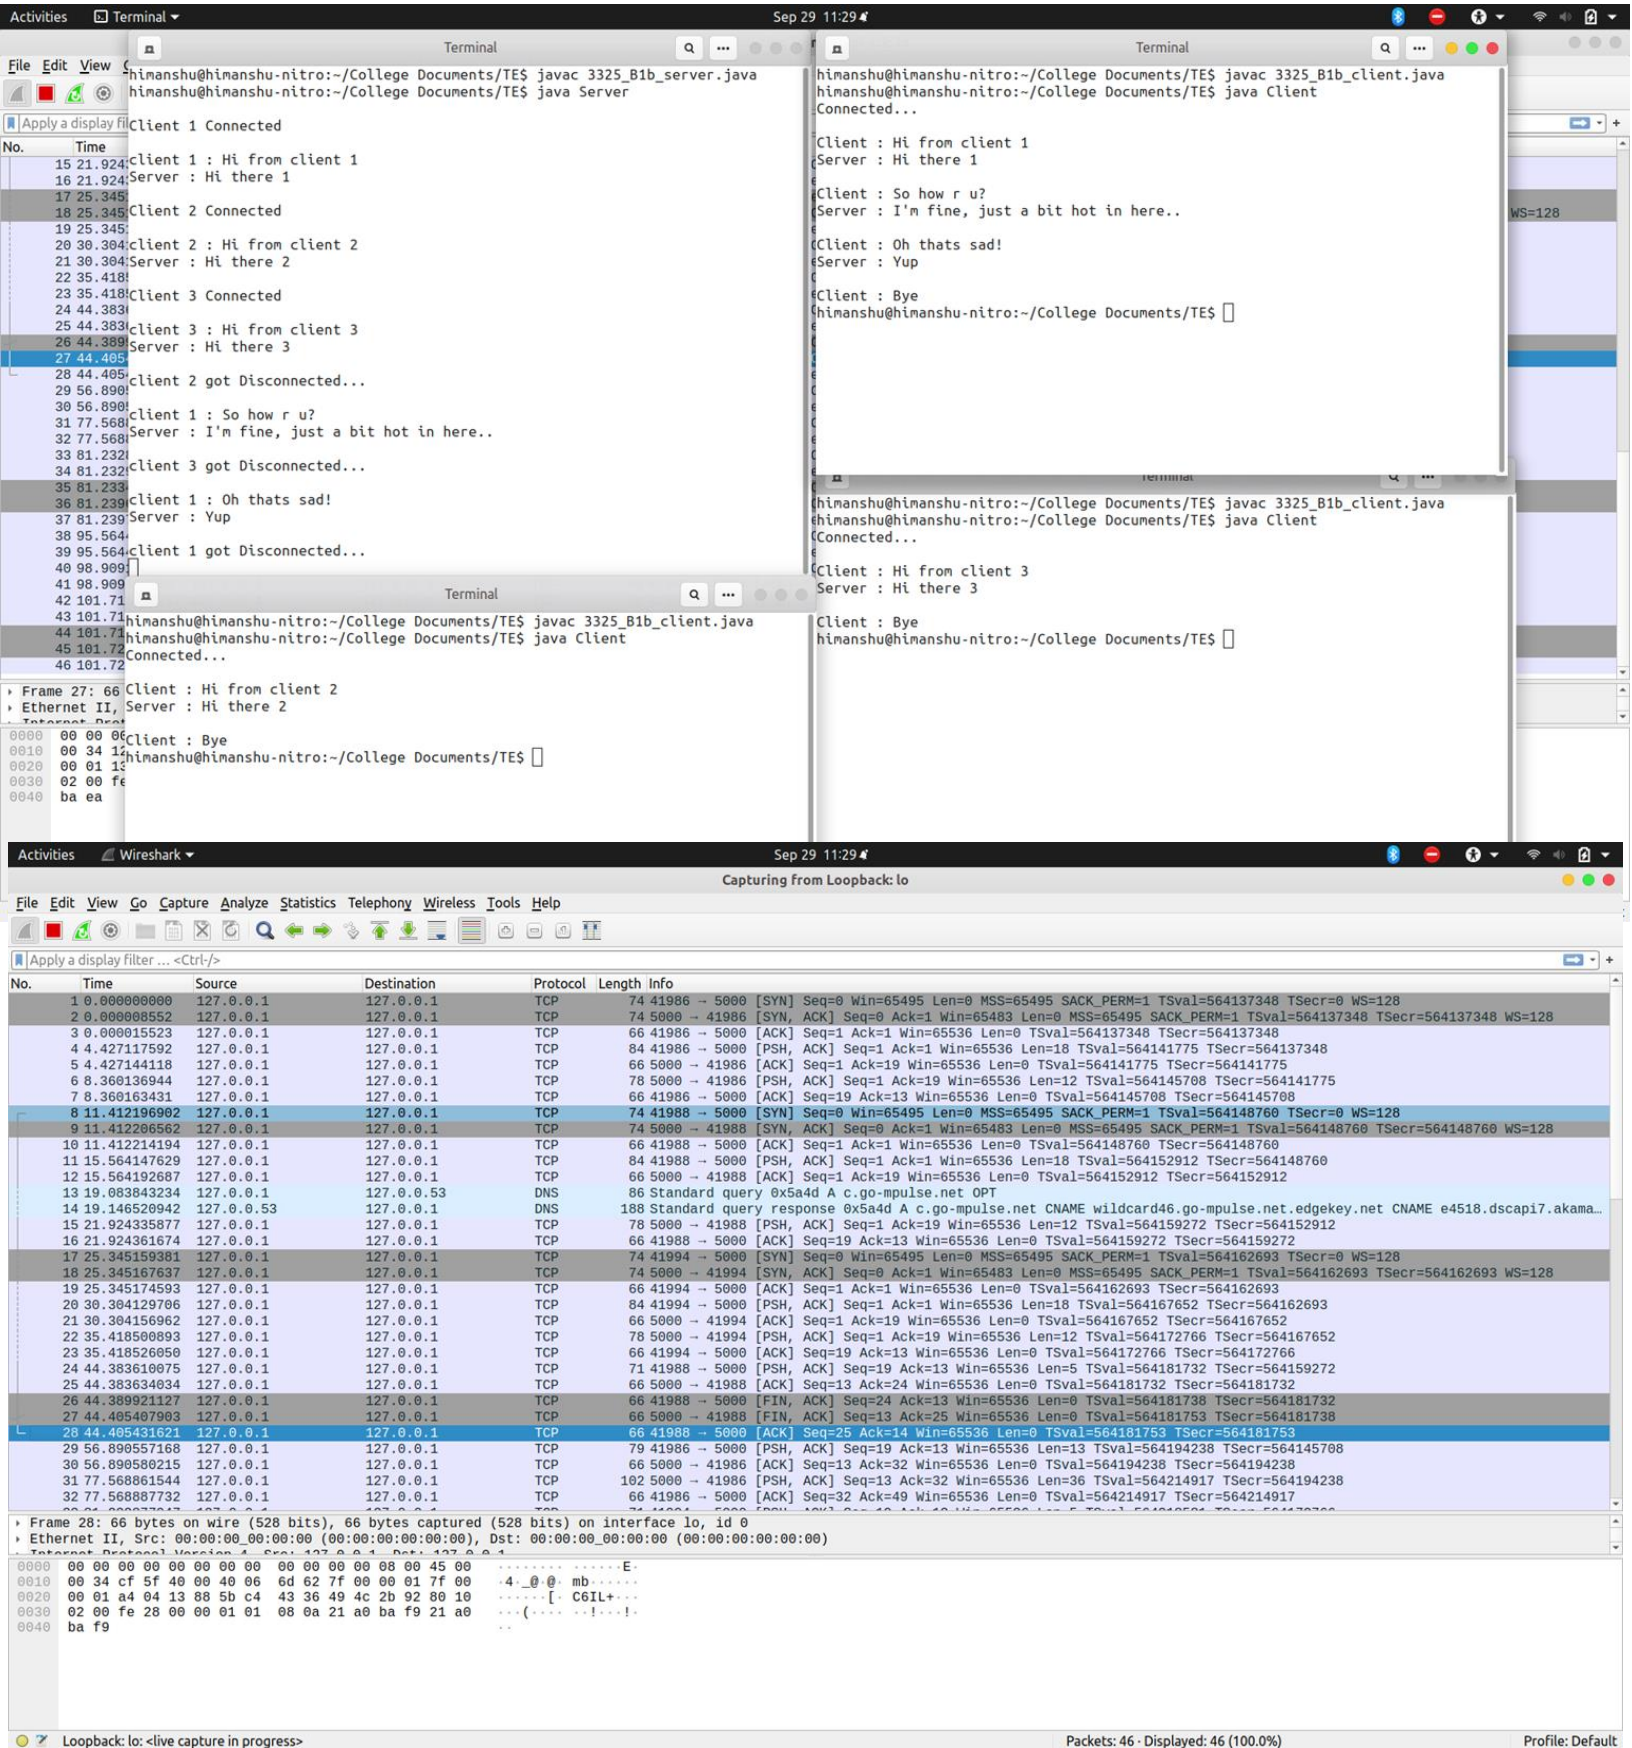 Activities Terminal Sep 29 11:29
Terminal
himanshu@himanshu-nitro:~/College Documents/TE$ javac 3325_B1b_server.java
himanshu@himanshu-nitro:~/College Documents/TE$ java Server
Client 1 Connected
client 1 : Hi from client 1
Server : Hi there 1
Client 2 Connected
client 2 : Hi from client 2
Server : Hi there 2
Client 3 Connected
client 3 : Hi from client 3
Server : Hi there 3
client 2 got Disconnected...
client 1 : So how r u?
Server : I'm fine, just a bit hot in here..
client 3 got Disconnected...
client 1 : Oh thats sad!
Server : Yup
client 1 got Disconnected...
Terminal
himanshu@himanshu-nitro:~/College Documents/TE$ javac 3325_B1b_client.java
himanshu@himanshu-nitro:~/College Documents/TE$ java Client
Connected...
Client : Hi from client 1
Server : Hi there 1
Client : So how r u?
Server : I'm fine, just a bit hot in here..
Client : Oh thats sad!
Server : Yup
Client : Bye
himanshu@himanshu-nitro:~/College Documents/TE$
Terminal
himanshu@himanshu-nitro:~/College Documents/TE$ javac 3325_B1b_client.java
himanshu@himanshu-nitro:~/College Documents/TE$ java Client
Connected...
Client : Hi from client 2
Server : Hi there 2
Client : Bye
himanshu@himanshu-nitro:~/College Documents/TE$
Terminal
himanshu@himanshu-nitro:~/College Documents/TE$ javac 3325_B1b_client.java
himanshu@himanshu-nitro:~/College Documents/TE$ java Client
Connected...
Client : Hi from client 3
Server : Hi there 3
Client : Bye
himanshu@himanshu-nitro:~/College Documents/TE$
File Edit View
Apply a display
No. Time
WS=128
Frame 27: 66
Ethernet II,
0000 00 00
0010 00 34
0020 00 01
0030 02 00
0040 ba ea
Activities Wireshark Sep 29 11:29
Capturing from Loopback: lo
File Edit View Go Capture Analyze Statistics Telephony Wireless Tools Help
Apply a display filter … <Ctrl-/>
No. Time Source Destination Protocol Length Info
1 0.000000000 127.0.0.1 127.0.0.1 TCP 74 41986 → 5000 [SYN] Seq=0 Win=65495 Len=0 MSS=65495 SACK_PERM=1 TSval=564137348 TSecr=0 WS=128
2 0.000008552 127.0.0.1 127.0.0.1 TCP 74 5000 → 41986 [SYN, ACK] Seq=0 Ack=1 Win=65483 Len=0 MSS=65495 SACK_PERM=1 TSval=564137348 TSecr=564137348 WS=128
3 0.000015523 127.0.0.1 127.0.0.1 TCP 66 41986 → 5000 [ACK] Seq=1 Ack=1 Win=65536 Len=0 TSval=564137348 TSecr=564137348
4 4.427117592 127.0.0.1 127.0.0.1 TCP 84 41986 → 5000 [PSH, ACK] Seq=1 Ack=1 Win=65536 Len=18 TSval=564141775 TSecr=564137348
5 4.427144118 127.0.0.1 127.0.0.1 TCP 66 5000 → 41986 [ACK] Seq=1 Ack=19 Win=65536 Len=0 TSval=564141775 TSecr=564141775
6 8.360136944 127.0.0.1 127.0.0.1 TCP 78 5000 → 41986 [PSH, ACK] Seq=1 Ack=19 Win=65536 Len=12 TSval=564145708 TSecr=564141775
7 8.360163431 127.0.0.1 127.0.0.1 TCP 66 41986 → 5000 [ACK] Seq=19 Ack=13 Win=65536 Len=0 TSval=564145708 TSecr=564145708
8 11.412196902 127.0.0.1 127.0.0.1 TCP 74 41988 → 5000 [SYN] Seq=0 Win=65495 Len=0 MSS=65495 SACK_PERM=1 TSval=564148760 TSecr=0 WS=128
9 11.412206562 127.0.0.1 127.0.0.1 TCP 74 5000 → 41988 [SYN, ACK] Seq=0 Ack=1 Win=65483 Len=0 MSS=65495 SACK_PERM=1 TSval=564148760 TSecr=564148760 WS=128
10 11.412214194 127.0.0.1 127.0.0.1 TCP 66 41988 → 5000 [ACK] Seq=1 Ack=1 Win=65536 Len=0 TSval=564148760 TSecr=564148760
11 15.564147629 127.0.0.1 127.0.0.1 TCP 84 41988 → 5000 [PSH, ACK] Seq=1 Ack=1 Win=65536 Len=18 TSval=564152912 TSecr=564148760
12 15.564192687 127.0.0.1 127.0.0.1 TCP 66 5000 → 41988 [ACK] Seq=1 Ack=19 Win=65536 Len=0 TSval=564152912 TSecr=564152912
13 19.083843234 127.0.0.1 127.0.0.53 DNS 86 Standard query 0x5a4d A c.go-mpulse.net OPT
14 19.146520942 127.0.0.53 127.0.0.1 DNS 188 Standard query response 0x5a4d A c.go-mpulse.net CNAME wildcard46.go-mpulse.net.edgekey.net CNAME e4518.dscapi7.akama…
15 21.924335877 127.0.0.1 127.0.0.1 TCP 78 5000 → 41988 [PSH, ACK] Seq=1 Ack=19 Win=65536 Len=12 TSval=564159272 TSecr=564152912
16 21.924361674 127.0.0.1 127.0.0.1 TCP 66 41988 → 5000 [ACK] Seq=19 Ack=13 Win=65536 Len=0 TSval=564159272 TSecr=564159272
17 25.345159381 127.0.0.1 127.0.0.1 TCP 74 41994 → 5000 [SYN] Seq=0 Win=65495 Len=0 MSS=65495 SACK_PERM=1 TSval=564162693 TSecr=0 WS=128
18 25.345167637 127.0.0.1 127.0.0.1 TCP 74 5000 → 41994 [SYN, ACK] Seq=0 Ack=1 Win=65483 Len=0 MSS=65495 SACK_PERM=1 TSval=564162693 TSecr=564162693 WS=128
19 25.345174593 127.0.0.1 127.0.0.1 TCP 66 41994 → 5000 [ACK] Seq=1 Ack=1 Win=65536 Len=0 TSval=564162693 TSecr=564162693
20 30.304129706 127.0.0.1 127.0.0.1 TCP 84 41994 → 5000 [PSH, ACK] Seq=1 Ack=1 Win=65536 Len=18 TSval=564167652 TSecr=564162693
21 30.304156962 127.0.0.1 127.0.0.1 TCP 66 5000 → 41994 [ACK] Seq=1 Ack=19 Win=65536 Len=0 TSval=564167652 TSecr=564167652
22 35.418500893 127.0.0.1 127.0.0.1 TCP 78 5000 → 41994 [PSH, ACK] Seq=1 Ack=19 Win=65536 Len=12 TSval=564172766 TSecr=564167652
23 35.418526050 127.0.0.1 127.0.0.1 TCP 66 41994 → 5000 [ACK] Seq=19 Ack=13 Win=65536 Len=0 TSval=564172766 TSecr=564172766
24 44.383610075 127.0.0.1 127.0.0.1 TCP 71 41988 → 5000 [PSH, ACK] Seq=19 Ack=13 Win=65536 Len=5 TSval=564181732 TSecr=564159272
25 44.383634034 127.0.0.1 127.0.0.1 TCP 66 5000 → 41988 [ACK] Seq=13 Ack=24 Win=65536 Len=0 TSval=564181732 TSecr=564181732
26 44.389921127 127.0.0.1 127.0.0.1 TCP 66 41988 → 5000 [FIN, ACK] Seq=24 Ack=13 Win=65536 Len=0 TSval=564181738 TSecr=564181732
27 44.405407903 127.0.0.1 127.0.0.1 TCP 66 5000 → 41988 [FIN, ACK] Seq=13 Ack=25 Win=65536 Len=0 TSval=564181753 TSecr=564181738
28 44.405431621 127.0.0.1 127.0.0.1 TCP 66 41988 → 5000 [ACK] Seq=25 Ack=14 Win=65536 Len=0 TSval=564181753 TSecr=564181753
29 56.890557168 127.0.0.1 127.0.0.1 TCP 79 41986 → 5000 [PSH, ACK] Seq=19 Ack=13 Win=65536 Len=13 TSval=564194238 TSecr=564145708
30 56.890580215 127.0.0.1 127.0.0.1 TCP 66 5000 → 41986 [ACK] Seq=13 Ack=32 Win=65536 Len=0 TSval=564194238 TSecr=564194238
31 77.568861544 127.0.0.1 127.0.0.1 TCP 102 5000 → 41986 [PSH, ACK] Seq=13 Ack=32 Win=65536 Len=36 TSval=564214917 TSecr=564194238
32 77.568887732 127.0.0.1 127.0.0.1 TCP 66 41986 → 5000 [ACK] Seq=32 Ack=49 Win=65536 Len=0 TSval=564214917 TSecr=564214917
Frame 28: 66 bytes on wire (528 bits), 66 bytes captured (528 bits) on interface lo, id 0
Ethernet II, Src: 00:00:00_00:00:00 (00:00:00:00:00:00), Dst: 00:00:00_00:00:00 (00:00:00:00:00:00)
0000 00 00 00 00 00 00 00 00 00 00 00 00 08 00 45 00 ········ ······E·
0010 00 34 cf 5f 40 00 40 06 6d 62 7f 00 00 01 7f 00 ·4·_@·@· mb······
0020 00 01 a4 04 13 88 5b c4 43 36 49 4c 2b 92 80 10 ······[· C6IL+···
0030 02 00 fe 28 00 00 01 01 08 0a 21 a0 ba f9 21 a0 ···(···· ··!···!·
0040 ba f9 ··
Loopback: lo: <live capture in progress> Packets: 46 · Displayed: 46 (100.0%) Profile: Default